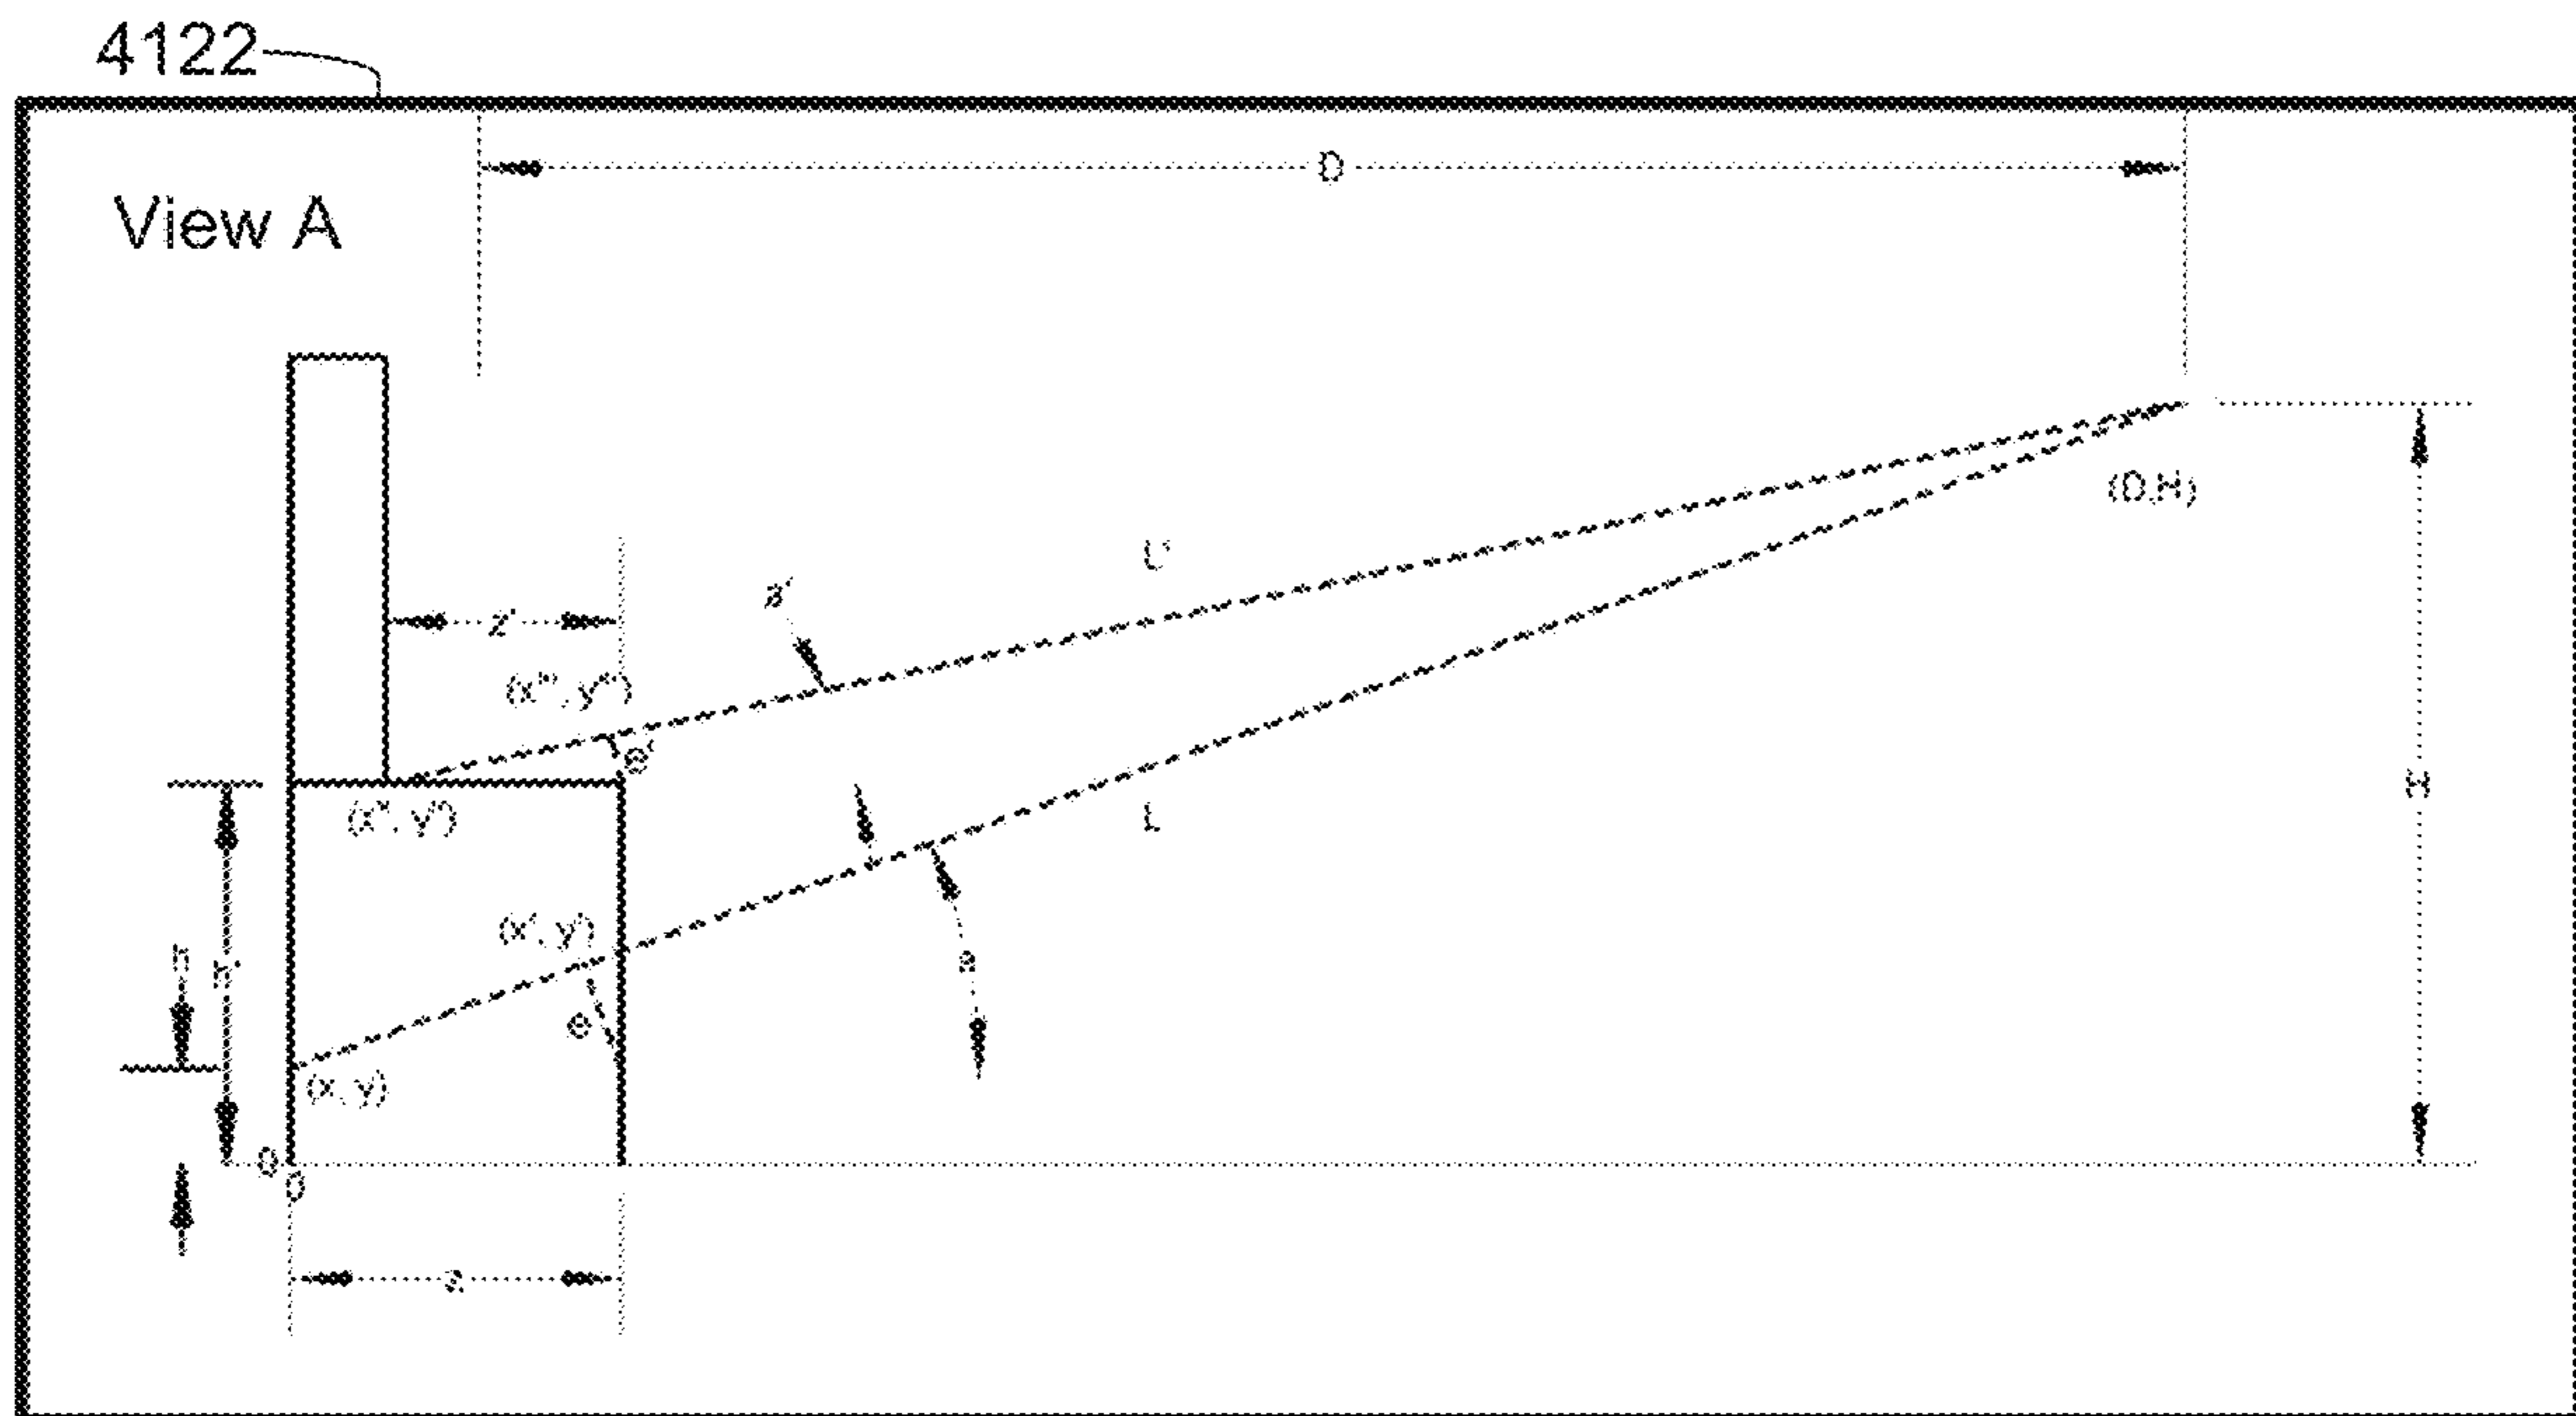 4122
D
View A
(D,H)
L'
a'
z'
(x''', y''')
Θ'
H
(x'', y'')
L
(x', y')
h
h'
a
Θ
(x, y)
0
0
z